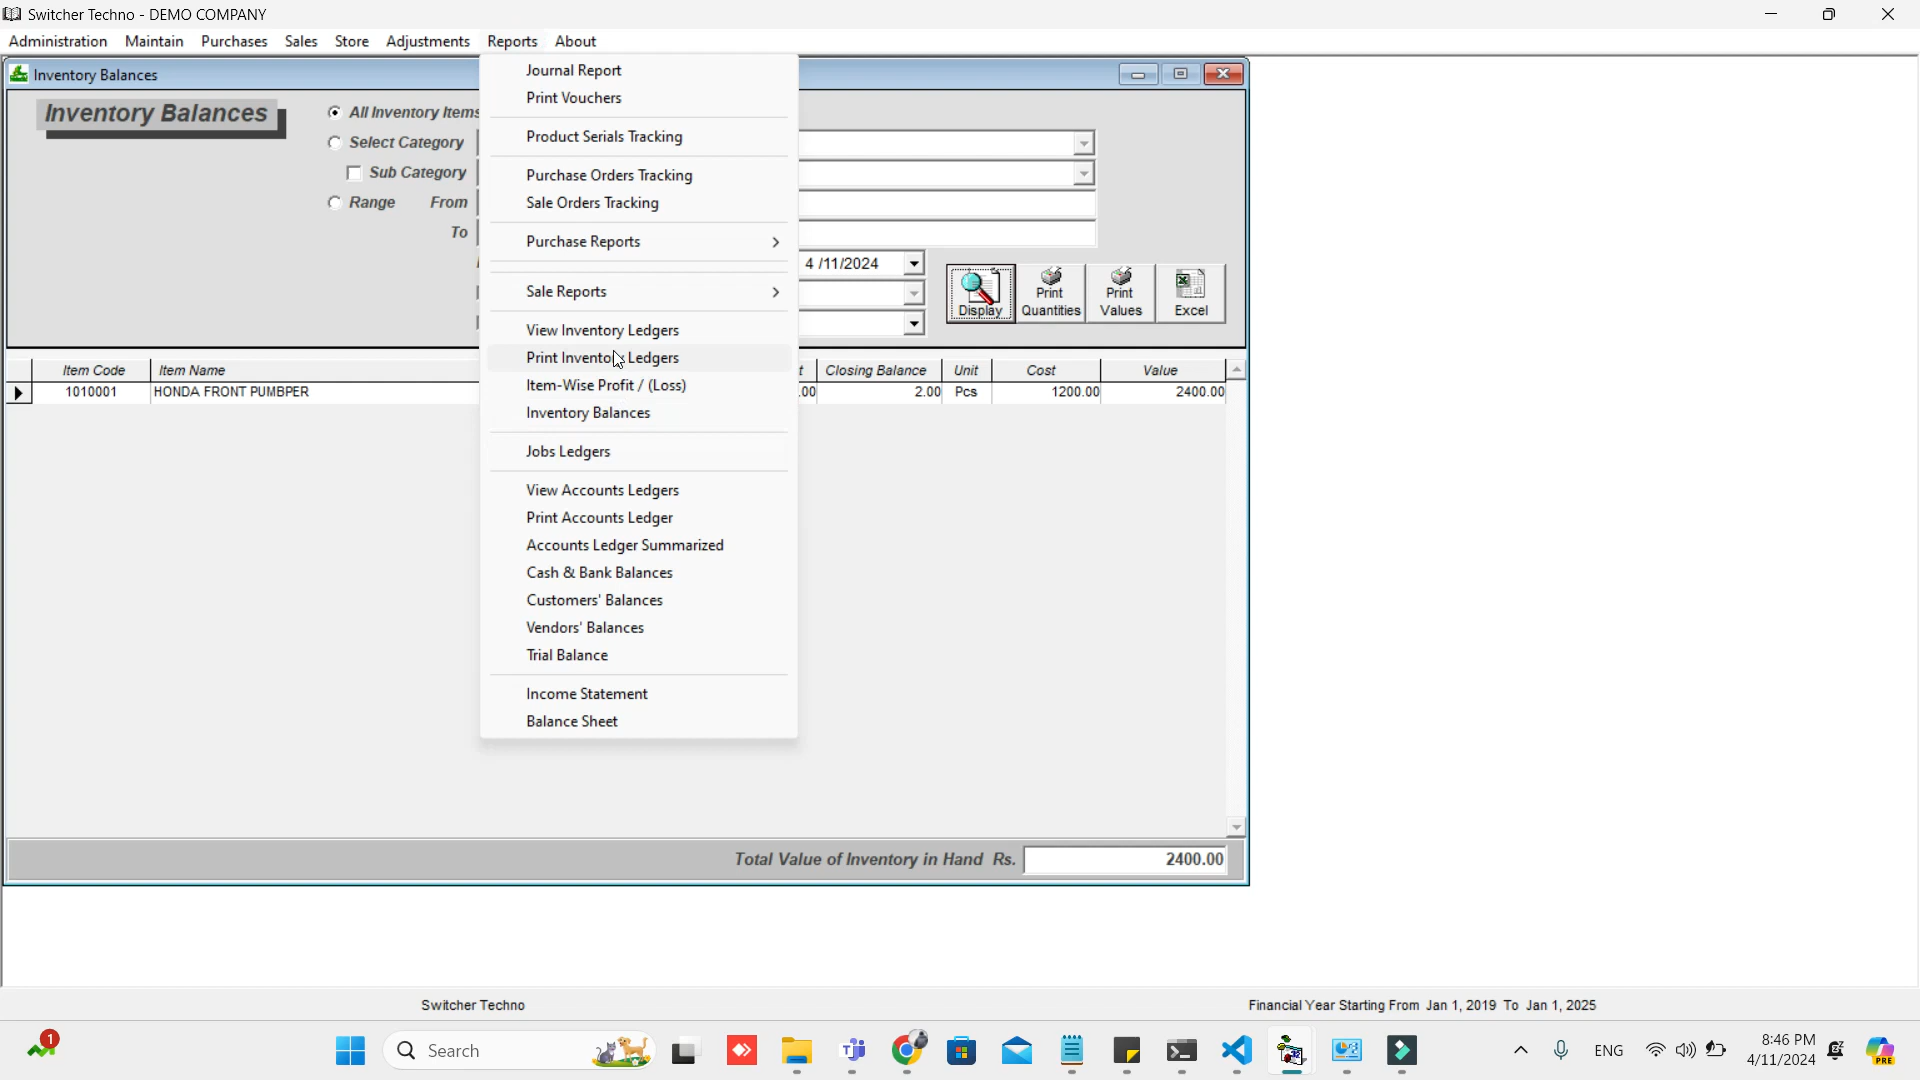 Switcher Techno - DEMO COMPANY
Administration Maintain Purchases Sales Store Adjustments Reports About
Inventory Balances
Inventory Balances
All Inventory Items
Select Category
Sub Category
Range From
To
4 /11/2024
Display
Print Quantities
Print Values
Excel
Journal Report
Print Vouchers
Product Serials Tracking
Purchase Orders Tracking
Sale Orders Tracking
Purchase Reports
Sale Reports
View Inventory Ledgers
Print Inventory Ledgers
Item-Wise Profit / (Loss)
Inventory Balances
Jobs Ledgers
View Accounts Ledgers
Print Accounts Ledger
Accounts Ledger Summarized
Cash & Bank Balances
Customers' Balances
Vendors' Balances
Trial Balance
Income Statement
Balance Sheet
Item Code Item Name Closing Balance Unit Cost Value
1010001 HONDA FRONT PUMBPER .00 2.00 Pcs 1200.00 2400.00
Total Value of Inventory in Hand Rs. 2400.00
Switcher Techno Financial Year Starting From Jan 1, 2019 To Jan 1, 2025
1 Search ENG 8:46 PM
4/11/2024
PRE